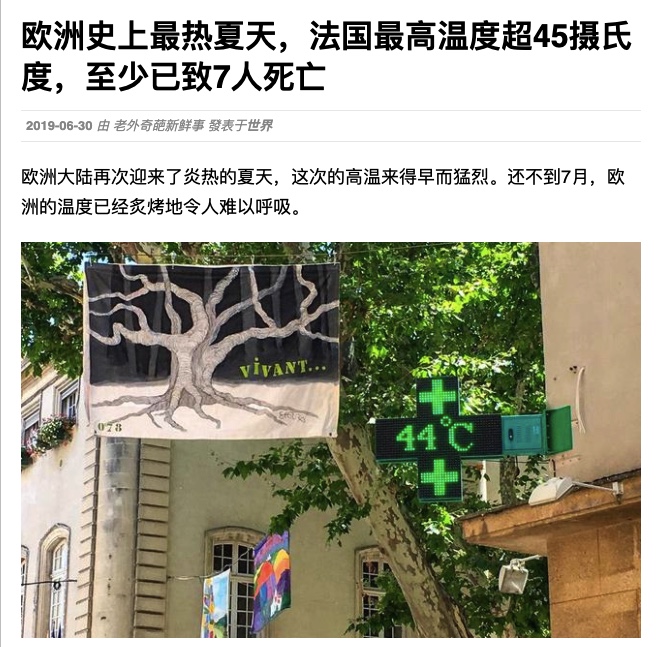 欧洲史上最热夏天，法国最高温度超45摄氏
度，至少已致7人死亡
2019-06-30 由 老外奇葩新鲜事 發表于世界
欧洲大陆再次迎来了炎热的夏天，这次的高温来得早而猛烈。还不到7月，欧
洲的温度已经炙烤地令人难以呼吸。
ViVANT...
44°C
078